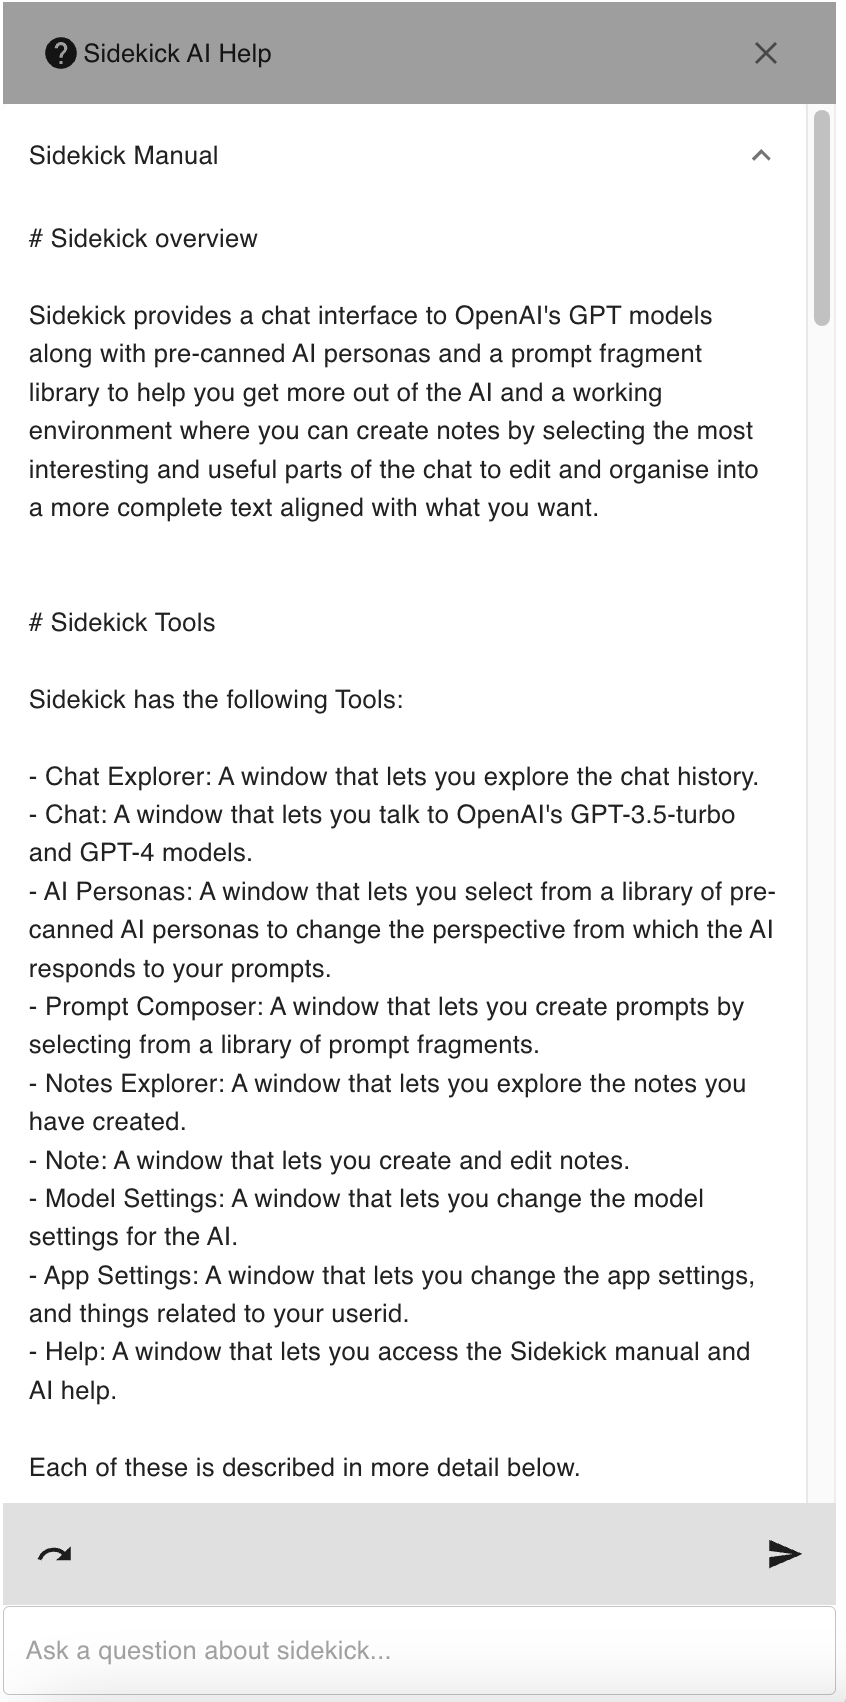 Sidekick AI Help
Sidekick Manual
# Sidekick overview
Sidekick provides a chat interface to OpenAI's GPT models
along with pre-canned AI personas and a prompt fragment
library to help you get more out of the AI and a working
environment where you can create notes by selecting the most
interesting and useful parts of the chat to edit and organise into
a more complete text aligned with what you want.
# Sidekick Tools
Sidekick has the following Tools:
- Chat Explorer: A window that lets you explore the chat history.
- Chat: A window that lets you talk to OpenAI's GPT-3.5-turbo
and GPT-4 models.
- AI Personas: A window that lets you select from a library of pre-
canned AI personas to change the perspective from which the AI
responds to your prompts.
- Prompt Composer: A window that lets you create prompts by
selecting from a library of prompt fragments.
- Notes Explorer: A window that lets you explore the notes you
have created.
- Note: A window that lets you create and edit notes.
- Model Settings: A window that lets you change the model
settings for the AI.
- App Settings: A window that lets you change the app settings,
and things related to your userid.
- Help: A window that lets you access the Sidekick manual and
AI help.
Each of these is described in more detail below.
Ask a question about sidekick...